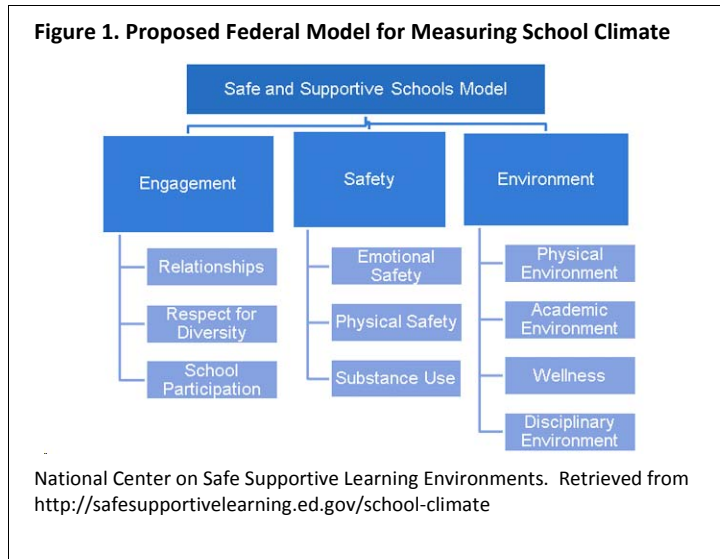 Figure 1. Proposed Federal Model for Measuring School Climate
Safe and Supportive Schools Model
Engagement
Relationships
Respect for
Diversity
School
Participation
Safety
Emotional
Safety
Physical Safety
Substance Use
Environment
Physical
Environment
Academic
Environment
Wellness
Disciplinary
Environment
National Center on Safe Supportive Learning Environments.  Retrieved from
http://safesupportivelearning.ed.gov/school-climate